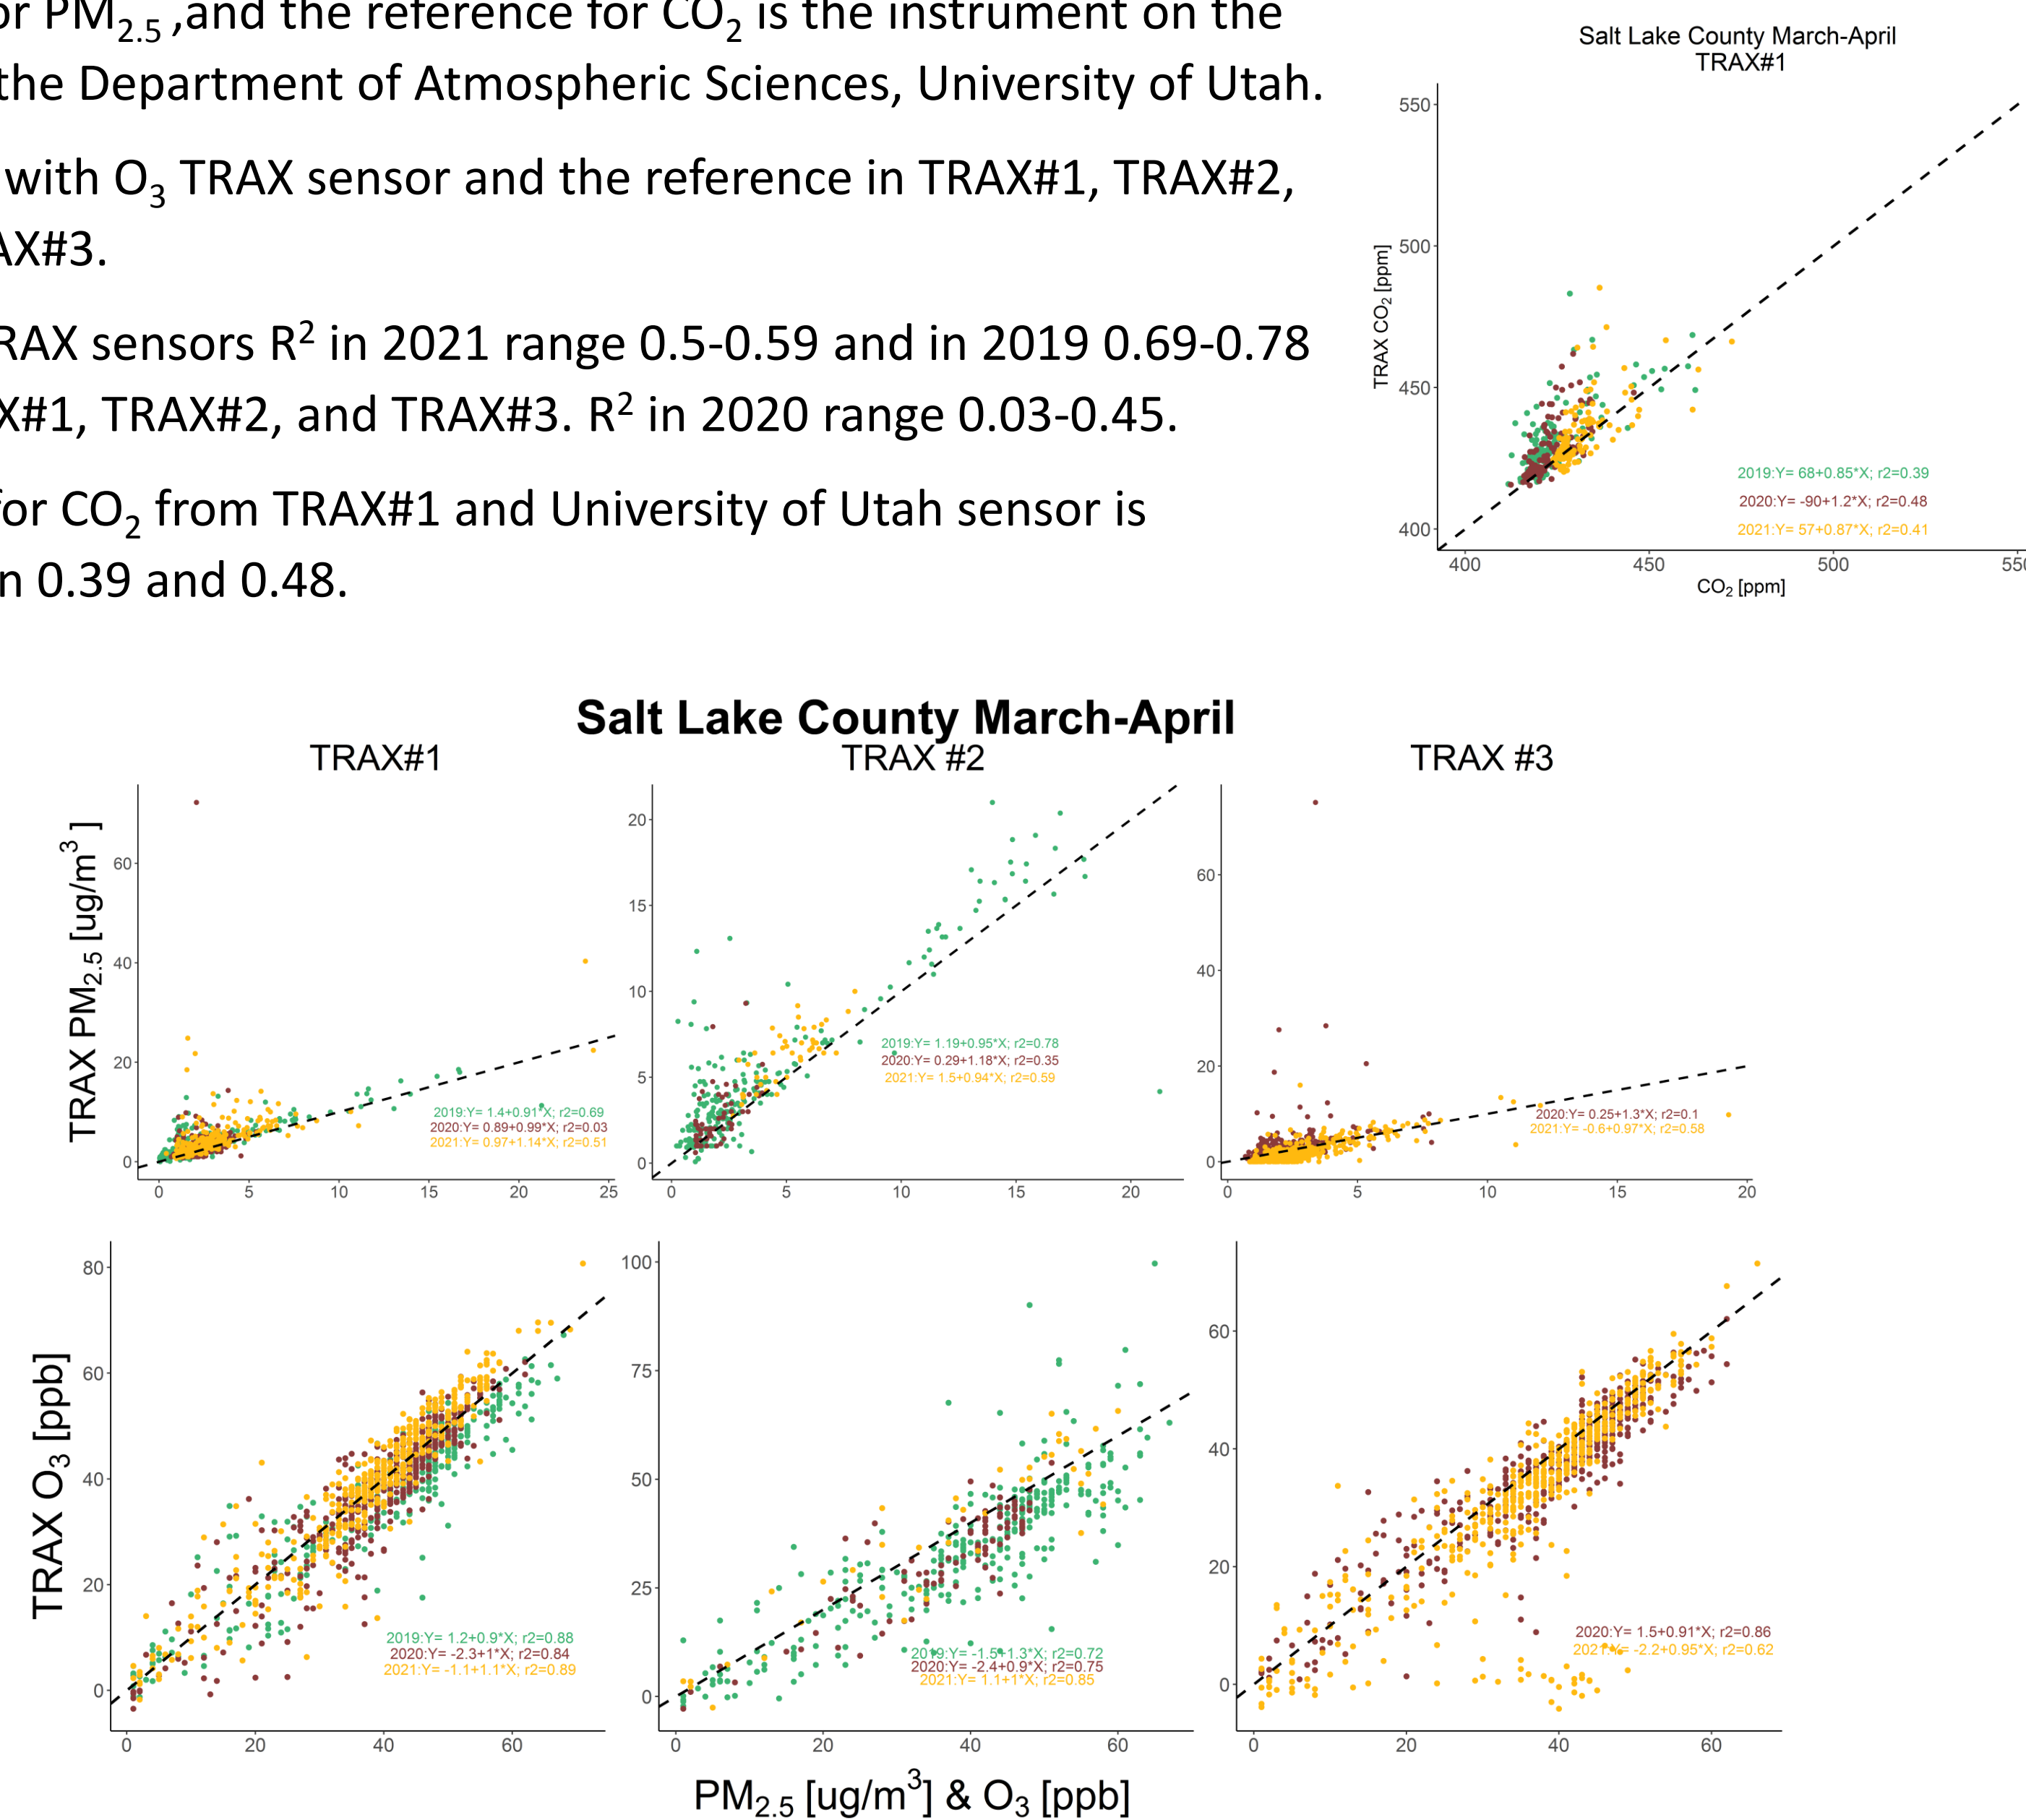 or PM2.5 ,and the reference for CO2 is the instrument on the
the Department of Atmospheric Sciences, University of Utah.
with O3 TRAX sensor and the reference in TRAX#1, TRAX#2,
AX#3.
RAX sensors R2 in 2021 range 0.5-0.59 and in 2019 0.69-0.78
X#1, TRAX#2, and TRAX#3. R2 in 2020 range 0.03-0.45.
for CO2 from TRAX#1 and University of Utah sensor is
n 0.39 and 0.48.
Salt Lake County March-April
TRAX#1
TRAX CO2 [ppm]
550
500
450
400
2019:Y= 68+0.85*X; r2=0.39
2020:Y= -90+1.2*X; r2=0.48
2021:Y= 57+0.87*X; r2=0.41
400 450 500 550
CO2 [ppm]
Salt Lake County March-April
TRAX#1 TRAX #2 TRAX #3
TRAX PM2.5 [ug/m3 ]
60
40
20
0
2019:Y= 1.4+0.91*X; r2=0.69
2020:Y= 0.89+0.99*X; r2=0.03
2021:Y= 0.97+1.14*X; r2=0.51
0 5 10 15 20 25
20
15
10
5
0
2019:Y= 1.19+0.95*X; r2=0.78
2020:Y= 0.29+1.18*X; r2=0.35
2021:Y= 1.5+0.94*X; r2=0.59
0 5 10 15 20
60
40
20
0
2020:Y= 0.25+1.3*X; r2=0.1
2021:Y= -0.6+0.97*X; r2=0.58
0 5 10 15 20
TRAX O3 [ppb]
80
60
40
20
0
2019:Y= 1.2+0.9*X; r2=0.88
2020:Y= -2.3+1*X; r2=0.84
2021:Y= -1.1+1.1*X; r2=0.89
0 20 40 60
100
75
50
25
0
2019:Y= -1.5+1.3*X; r2=0.72
2020:Y= -2.4+0.9*X; r2=0.75
2021:Y= 1.1+1*X; r2=0.85
0 20 40 60
60
40
20
0
2020:Y= 1.5+0.91*X; r2=0.86
2021:Y= -2.2+0.95*X; r2=0.62
0 20 40 60
PM2.5 [ug/m3] & O3 [ppb]